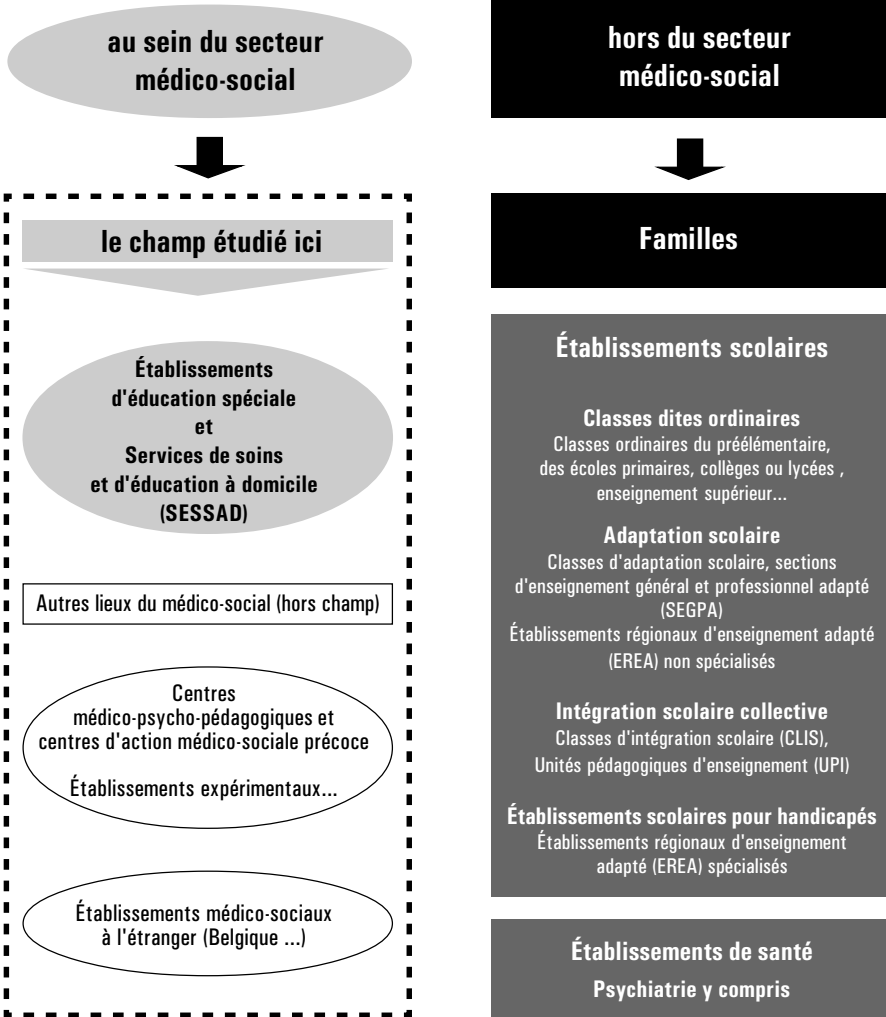 au sein du secteur
médico-social
le champ étudié ici
Établissements
d'éducation spéciale
et
Services de soins
et d'éducation à domicile
(SESSAD)
Autres lieux du médico-social (hors champ)
Centres
médico-psycho-pédagogiques et
centres d'action médico-sociale précoce
Établissements expérimentaux...
Établissements médico-sociaux
à l'étranger (Belgique ...)
hors du secteur
médico-social
Familles
Établissements scolaires
Classes dites ordinaires
Classes ordinaires du préélémentaire,
des écoles primaires, collèges ou lycées ,
enseignement supérieur...
Adaptation scolaire
Classes d'adaptation scolaire, sections
d'enseignement général et professionnel adapté
(SEGPA)
Établissements régionaux d'enseignement adapté
(EREA) non spécialisés
Intégration scolaire collective
Classes d'intégration scolaire (CLIS),
Unités pédagogiques d'enseignement (UPI)
Établissements scolaires pour handicapés
Établissements régionaux d'enseignement
adapté (EREA) spécialisés
Établissements de santé
Psychiatrie y compris